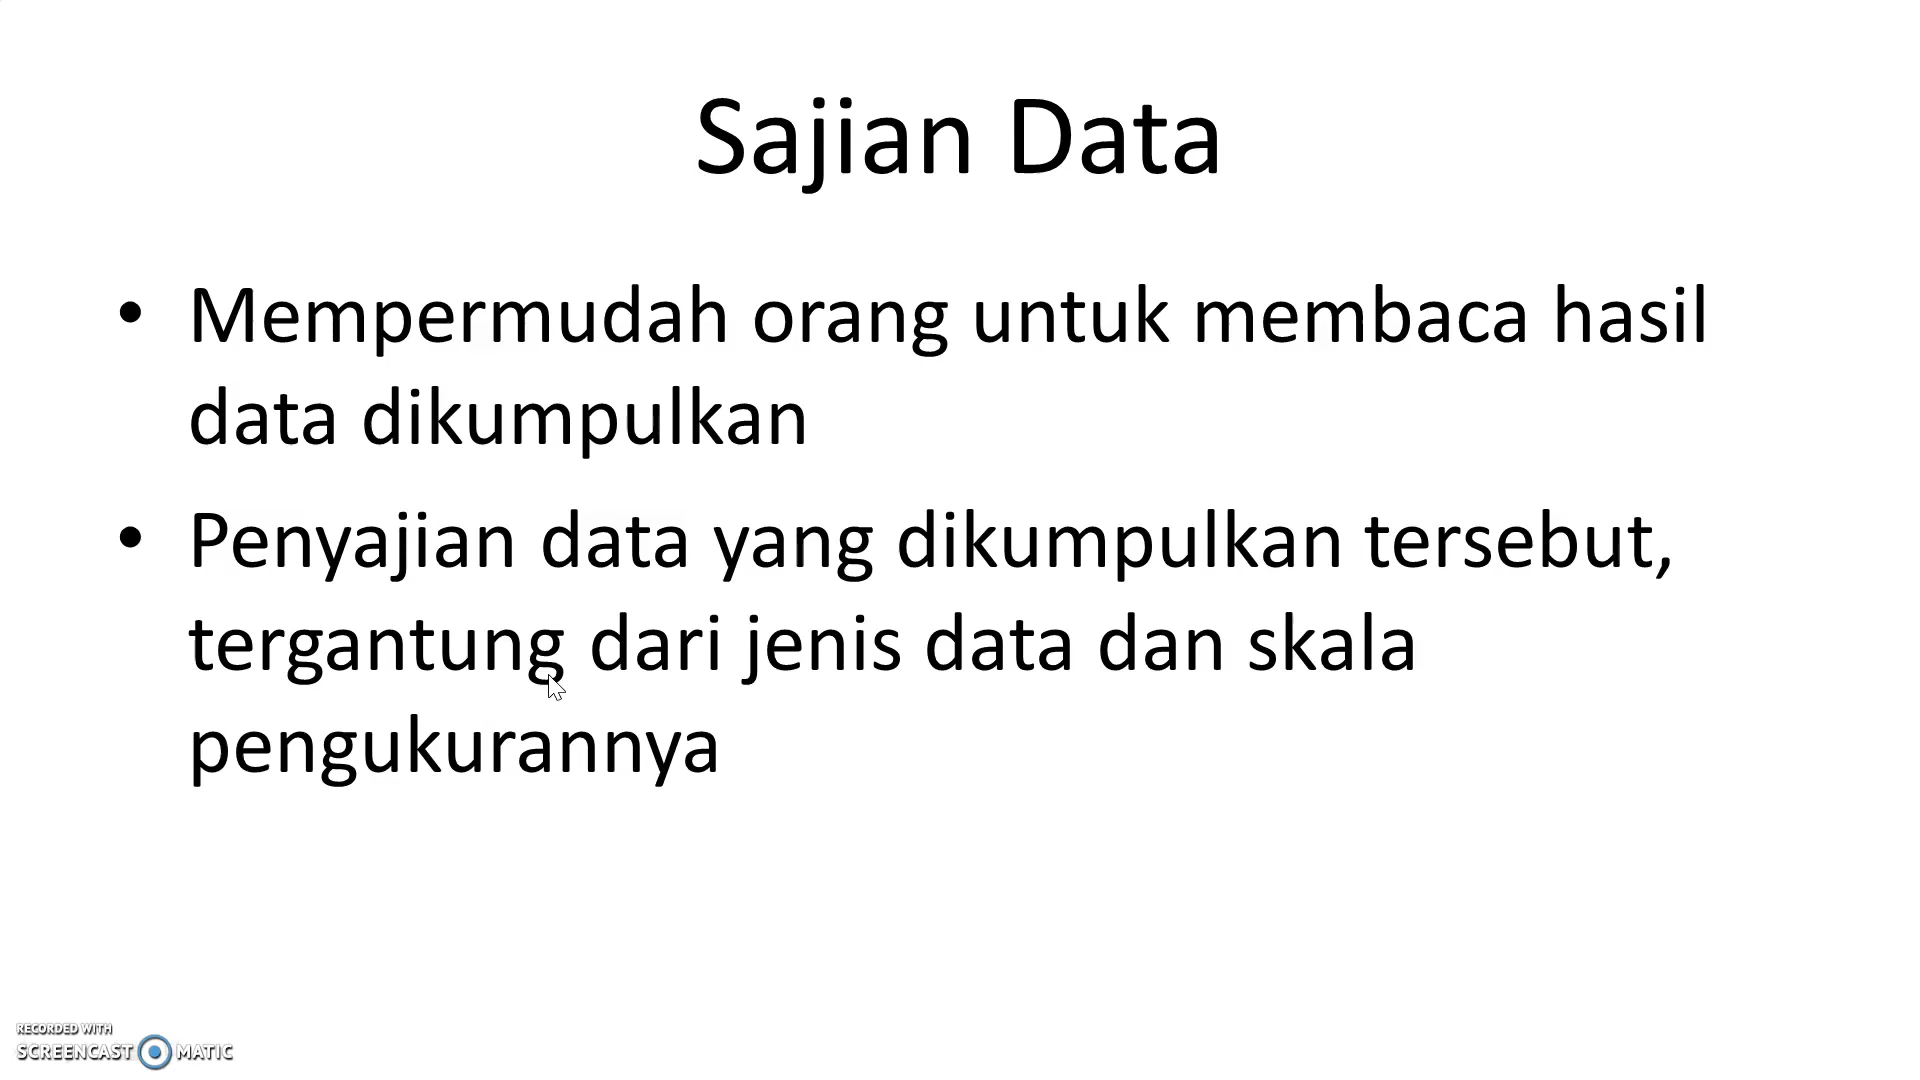 Sajian Data
• Mempermudah orang untuk membaca hasil
data dikumpulkan
• Penyajian data yang dikumpulkan tersebut,
tergantung dari jenis data dan skala
pengukurannya
RECORDED WITH
SCREENCAST MATIC